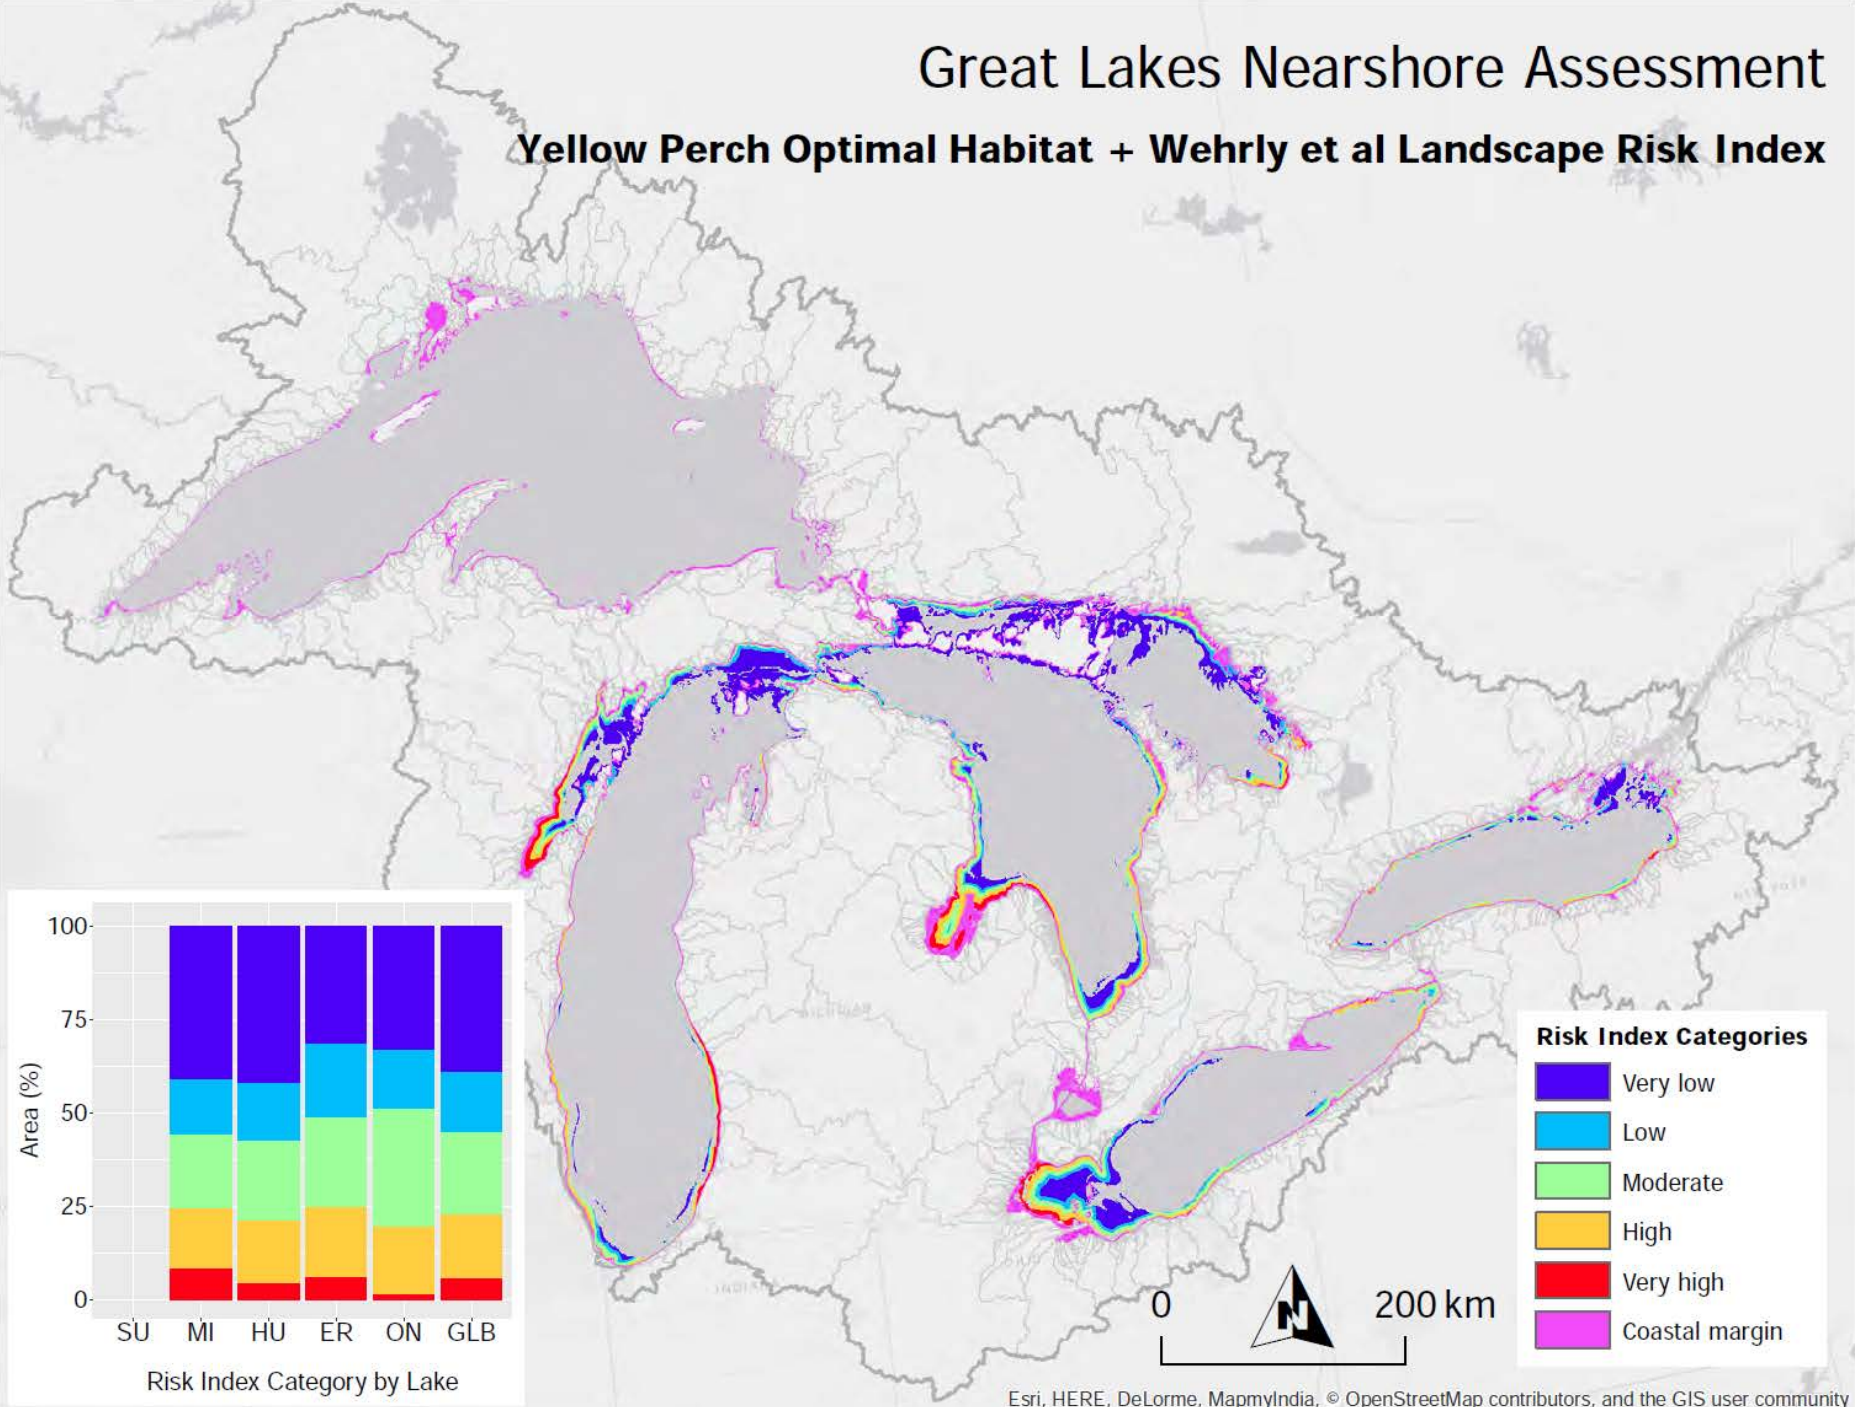 Great Lakes Nearshore Assessment
Yellow Perch Optimal Habitat + Wehrly et al Landscape Risk Index
100
75
50
25
0
Area (%)
SU MI HU ER ON GLB
Risk Index Category by Lake
0 200 km
N
Risk Index Categories
Very low
Low
Moderate
High
Very high
Coastal margin
Esri, HERE, DeLorme, MapmyIndia, © OpenStreetMap contributors, and the GIS user community